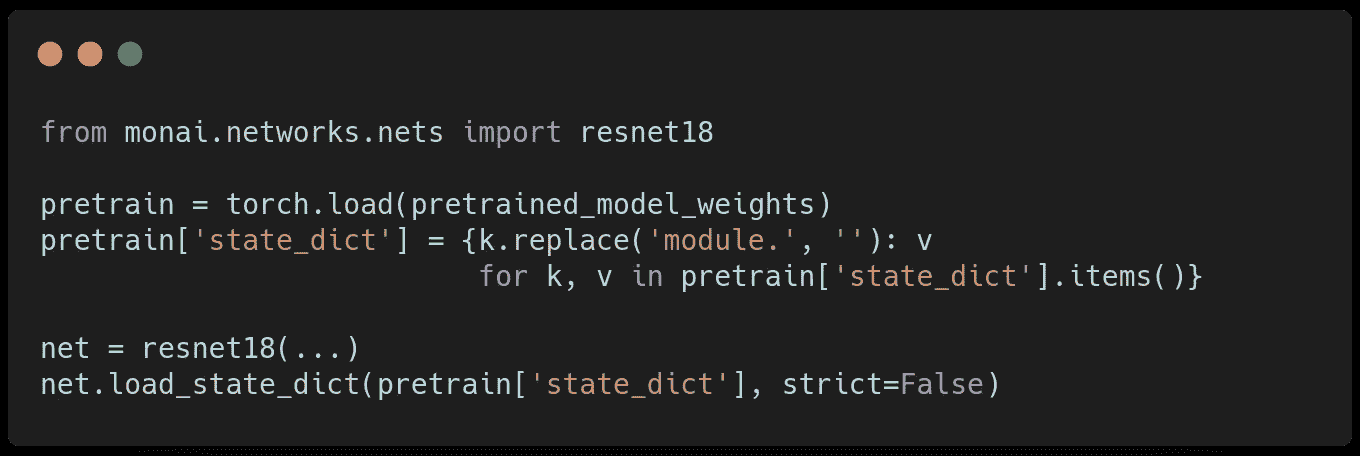 from monai.networks.nets import resnet18
pretrain = torch.load(pretrained_model_weights)
pretrain['state_dict'] = {k.replace('module.', ''): v
for k, v in pretrain['state_dict'].items()}
net = resnet18(...)
net.load_state_dict(pretrain['state_dict'], strict=False)